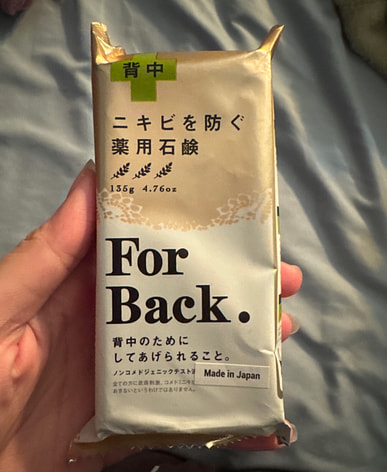 背中
ニキビを防ぐ
薬用石鹸
135g 4.76oz
For
Back.
背中のために
してあげられること。
ノンコメドジェニックテスト済
Made in Japan